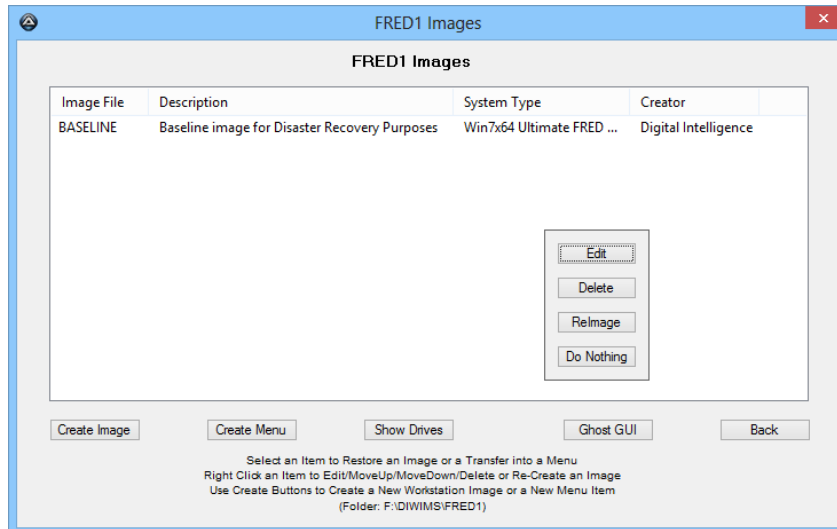 FRED1 Images
FRED1 Images
Image File Description System Type Creator
BASELINE Baseline image for Disaster Recovery Purposes Win7x64 Ultimate FRED ... Digital Intelligence
Edit
Delete
ReImage
Do Nothing
Create Image Create Menu Show Drives Ghost GUI Back
Select an Item to Restore an Image or a Transfer into a Menu
Right Click an Item to Edit/MoveUp/MoveDown/Delete or Re-Create an Image
Use Create Buttons to Create a New Workstation Image or a New Menu Item
(Folder: F:\DIWIMS\FRED1)